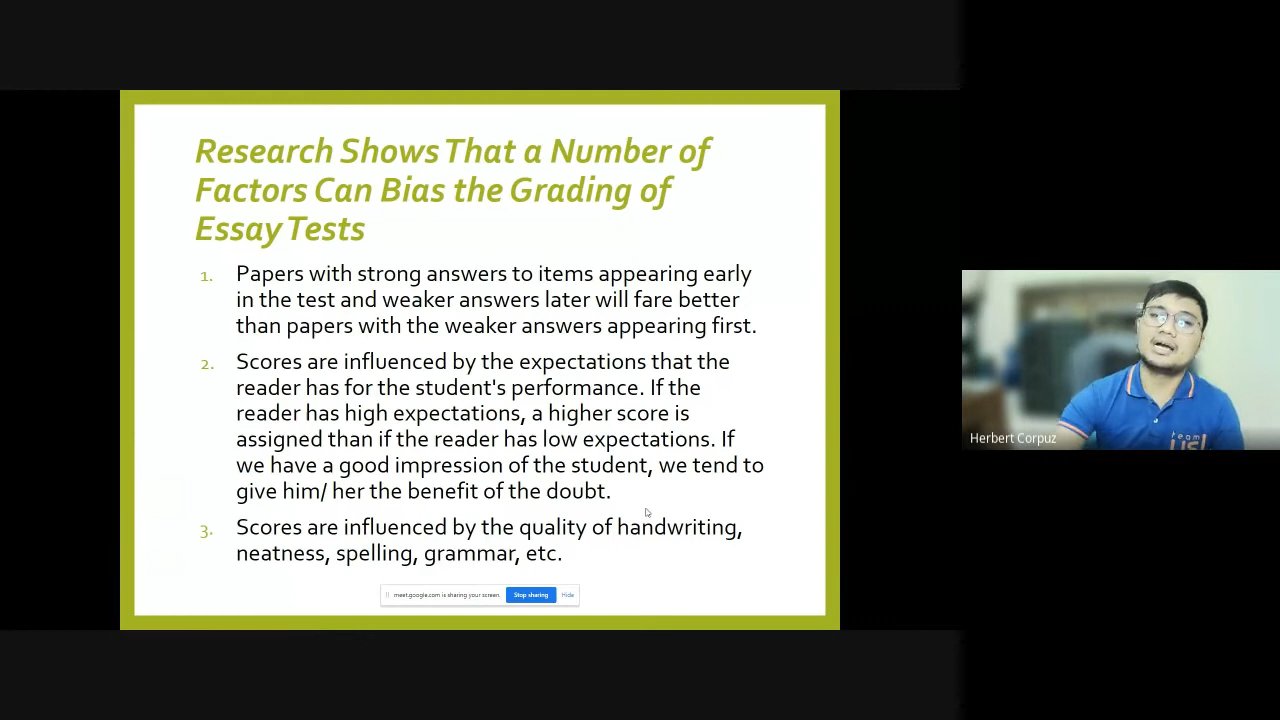 Research Shows That a Number of
Factors Can Bias the Grading of
Essay Tests
1. Papers with strong answers to items appearing early
in the test and weaker answers later will fare better
than papers with the weaker answers appearing first.
2. Scores are influenced by the expectations that the
reader has for the student's performance. If the
reader has high expectations, a higher score is
assigned than if the reader has low expectations. If
we have a good impression of the student, we tend to
give him/ her the benefit of the doubt.
3. Scores are influenced by the quality of handwriting,
neatness, spelling, grammar, etc.
meet.google.com is sharing your screen. Stop sharing Hide
Herbert Corpuz
team